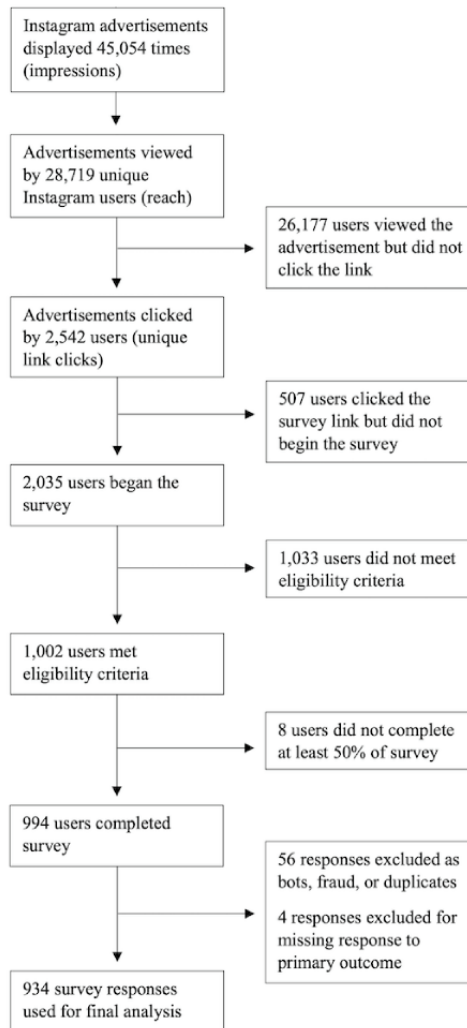 Instagram advertisements
displayed 45,054 times
(impressions)
Advertisements viewed
by 28,719 unique
Instagram users (reach)
26,177 users viewed the
advertisement but did not
click the link
Advertisements clicked
by 2,542 users (unique
link clicks)
507 users clicked the
survey link but did not
begin the survey
2,035 users began the
survey
1,033 users did not meet
eligibility criteria
1,002 users met
eligibility criteria
8 users did not complete
at least 50% of survey
994 users completed
survey
56 responses excluded as
bots, fraud, or duplicates
4 responses excluded for
missing response to
primary outcome
934 survey responses
used for final analysis